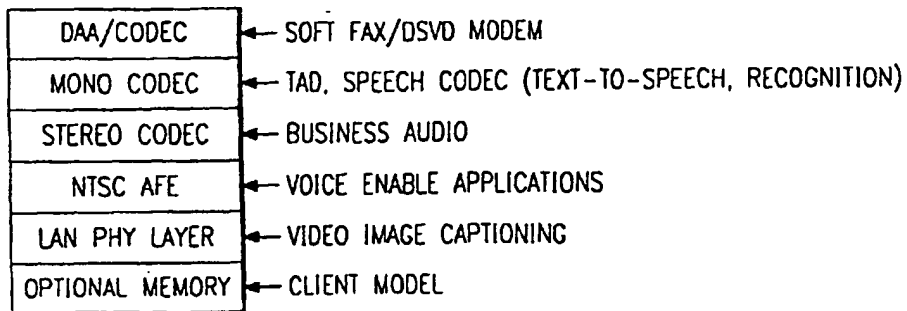 DAA/CODEC SOFT FAX/DSVD MODEM
MONO CODEC TAD, SPEECH CODEC (TEXT-TO-SPEECH, RECOGNITION)
STEREO CODEC BUSINESS AUDIO
NTSC AFE VOICE ENABLE APPLICATIONS
LAN PHY LAYER VIDEO IMAGE CAPTIONING
OPTIONAL MEMORY CLIENT MODEL